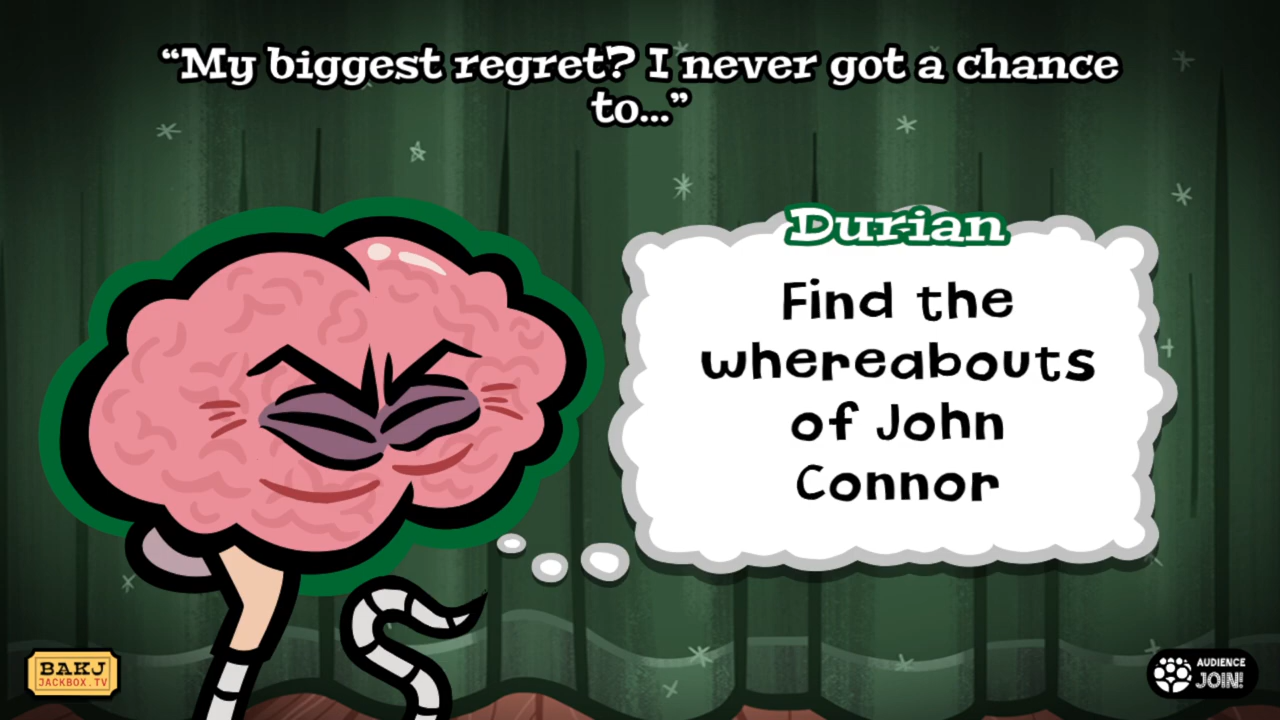 “My biggest regret? I never got a chance
to...”
Durian
Find the
whereabouts
of John
Connor
BAKJ
JACKBOX.TV
AUDIENCE
JOIN!